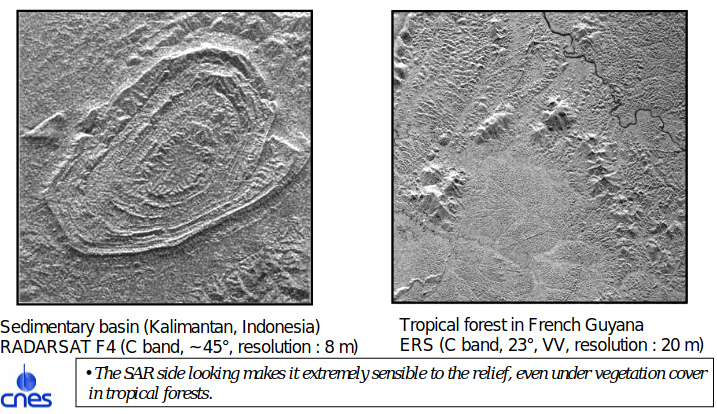 Sedimentary basin (Kalimantan, Indonesia)
RADARSAT F4 (C band, ~45°, resolution : 8 m)
Tropical forest in French Guyana
ERS (C band, 23°, VV, resolution : 20 m)
cnes
• The SAR side looking makes it extremely sensible to the relief, even under vegetation cover
in tropical forests.